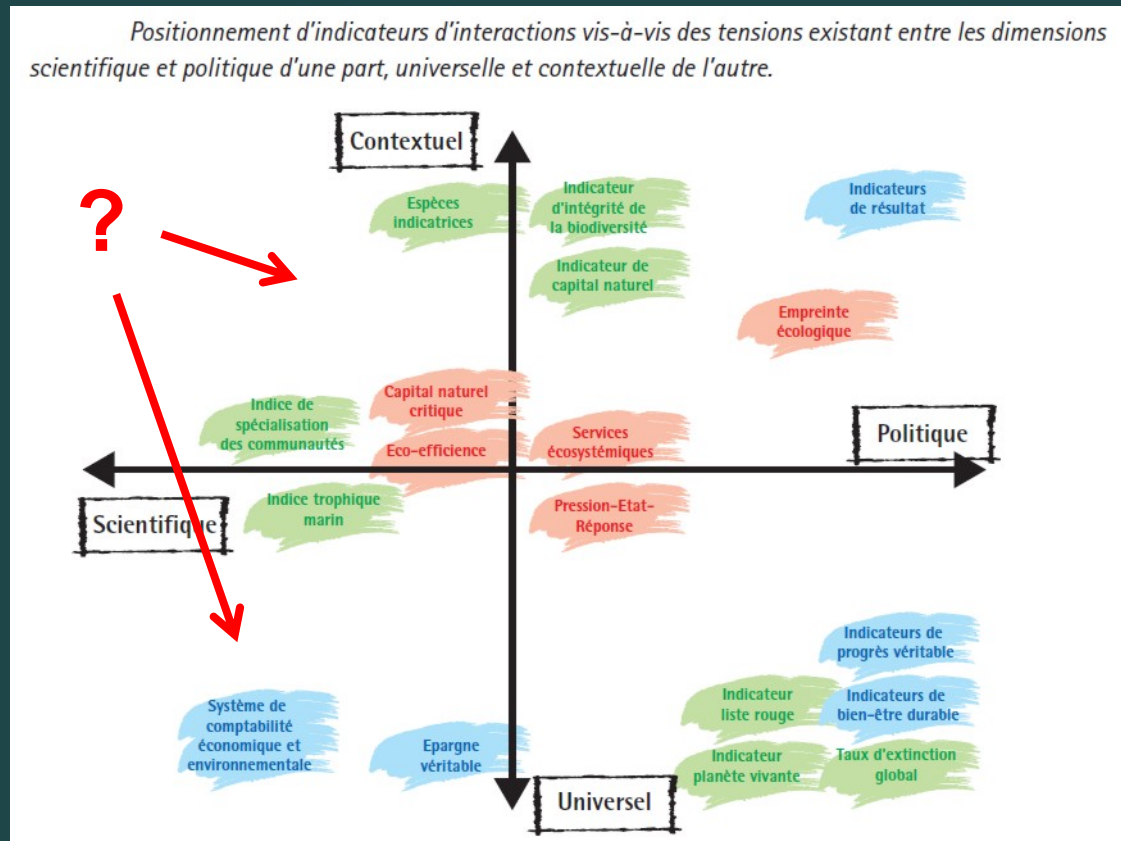 Positionnement d'indicateurs d'interactions vis-à-vis des tensions existant entre les dimensions
scientifique et politique d'une part, universelle et contextuelle de l'autre.
Contextuel
?
Espèces
indicatrices
Indicateur
d'intégrité de
la biodiversité
Indicateurs
de résultat
Indicateur de
capital naturel
Empreinte
écologique
Capital naturel
critique
Indice de
spécialisation
des communautés
Eco-efficience
Services
écosystémiques
Politique
Scientifique
Indice trophique
marin
Pression-Etat-
Réponse
Indicateurs de
progrès véritable
Indicateur
liste rouge
Indicateurs de
bien-être durable
Système de
comptabilité
économique et
environnementale
Epargne
véritable
Indicateur
planète vivante
Taux d'extinction
global
Universel